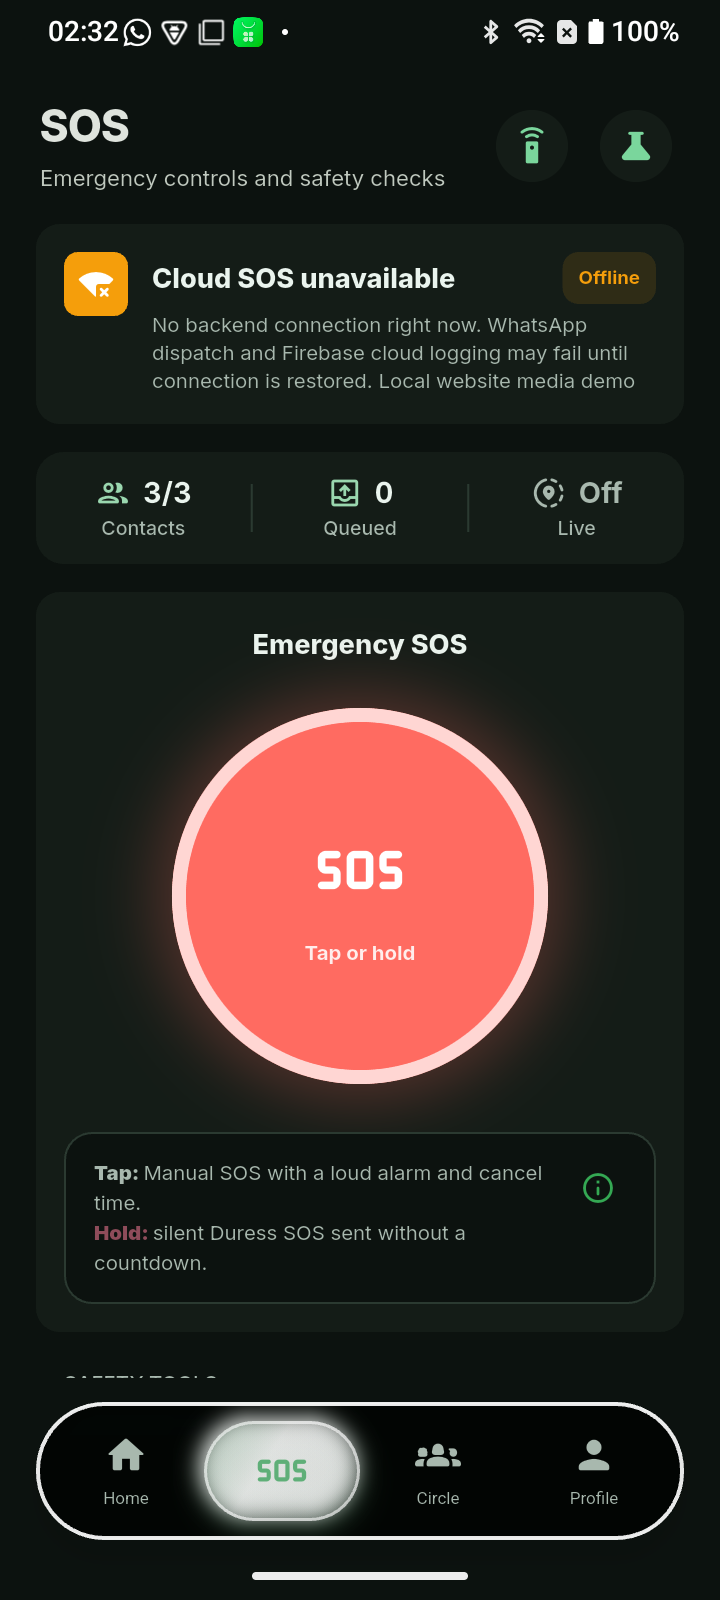 02:32
100%
SOS
Emergency controls and safety checks
Cloud SOS unavailable
Offline
No backend connection right now. WhatsApp
dispatch and Firebase cloud logging may fail until
connection is restored. Local website media demo
3/3
Contacts
0
Queued
Off
Live
Emergency SOS
SOS
Tap or hold
Tap: Manual SOS with a loud alarm and cancel
time.
Hold: silent Duress SOS sent without a
countdown.
SAFETY TOOLS
Home
SOS
Circle
Profile